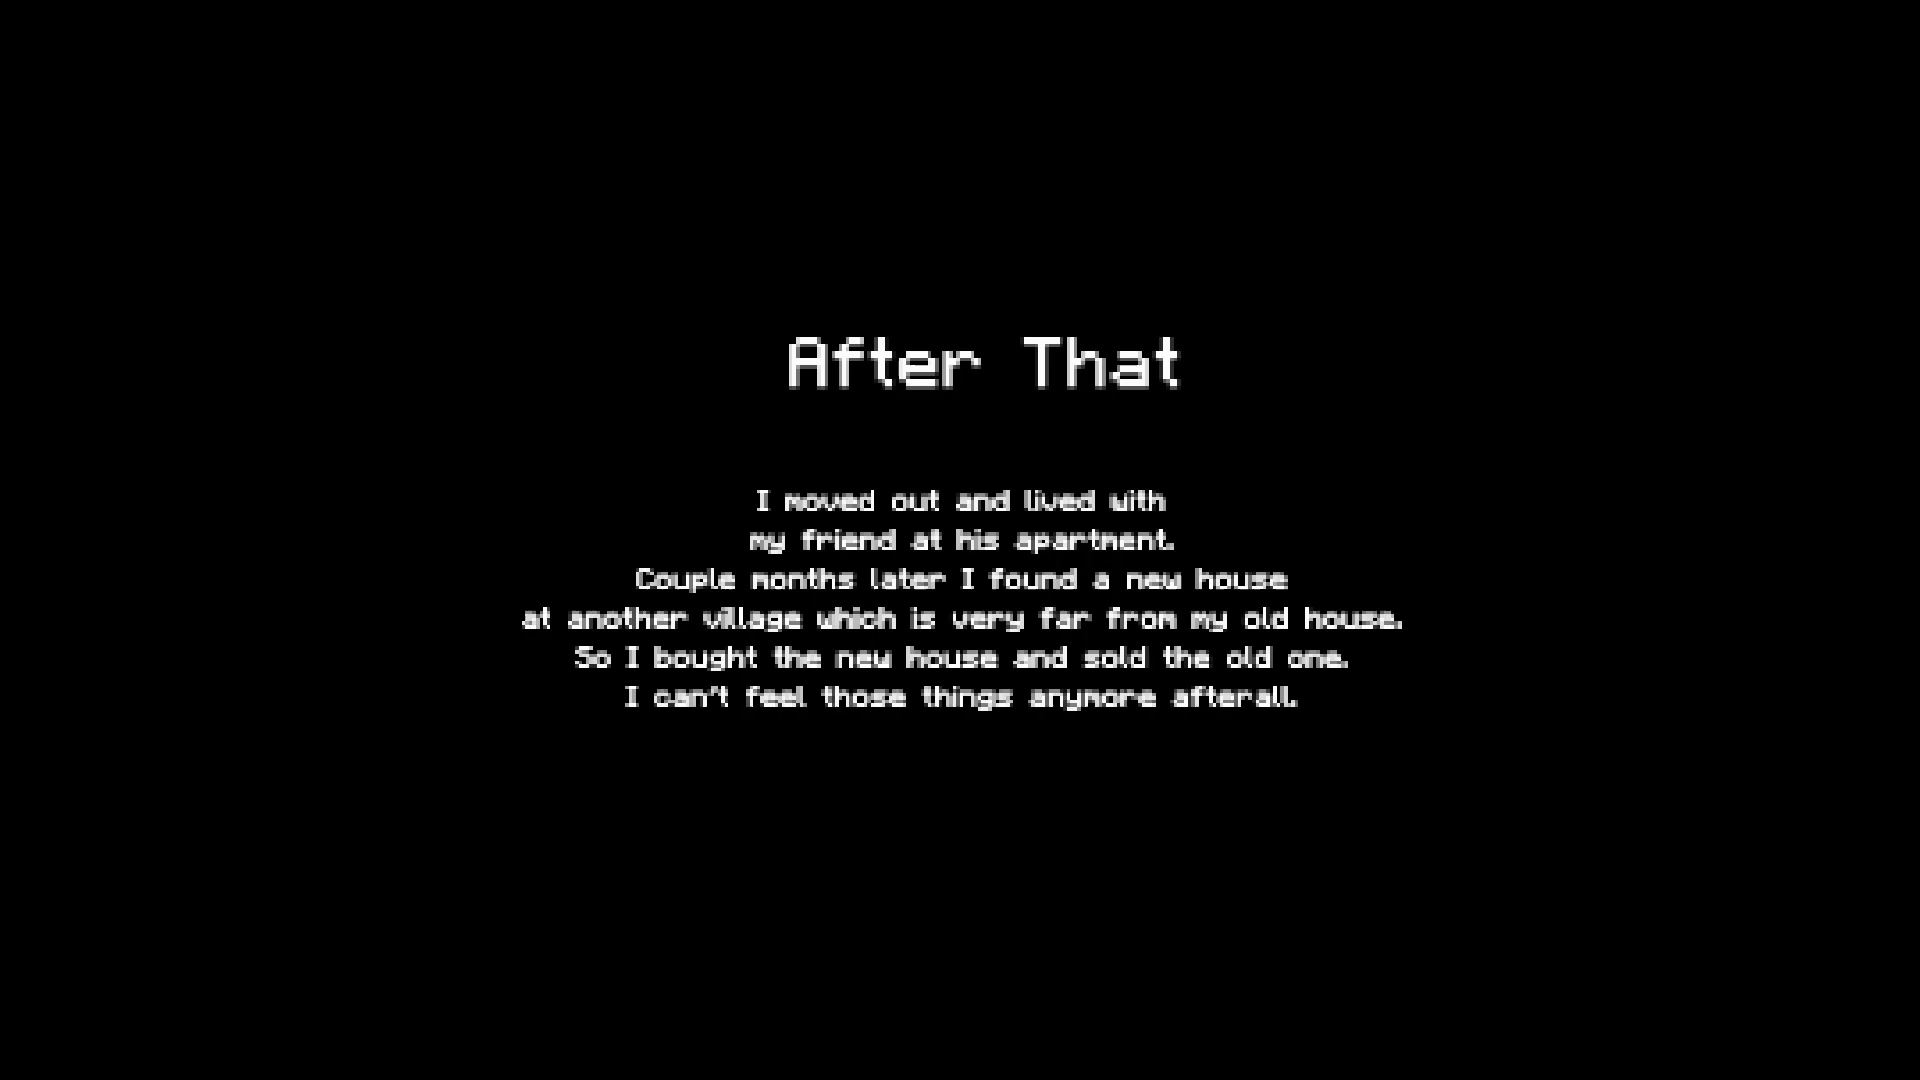 After That
I moved out and lived with
my friend at his apartment.
Couple months later I found a new house
at another village which is very far from my old house.
So I bought the new house and sold the old one.
I can't feel those things anymore afterall.